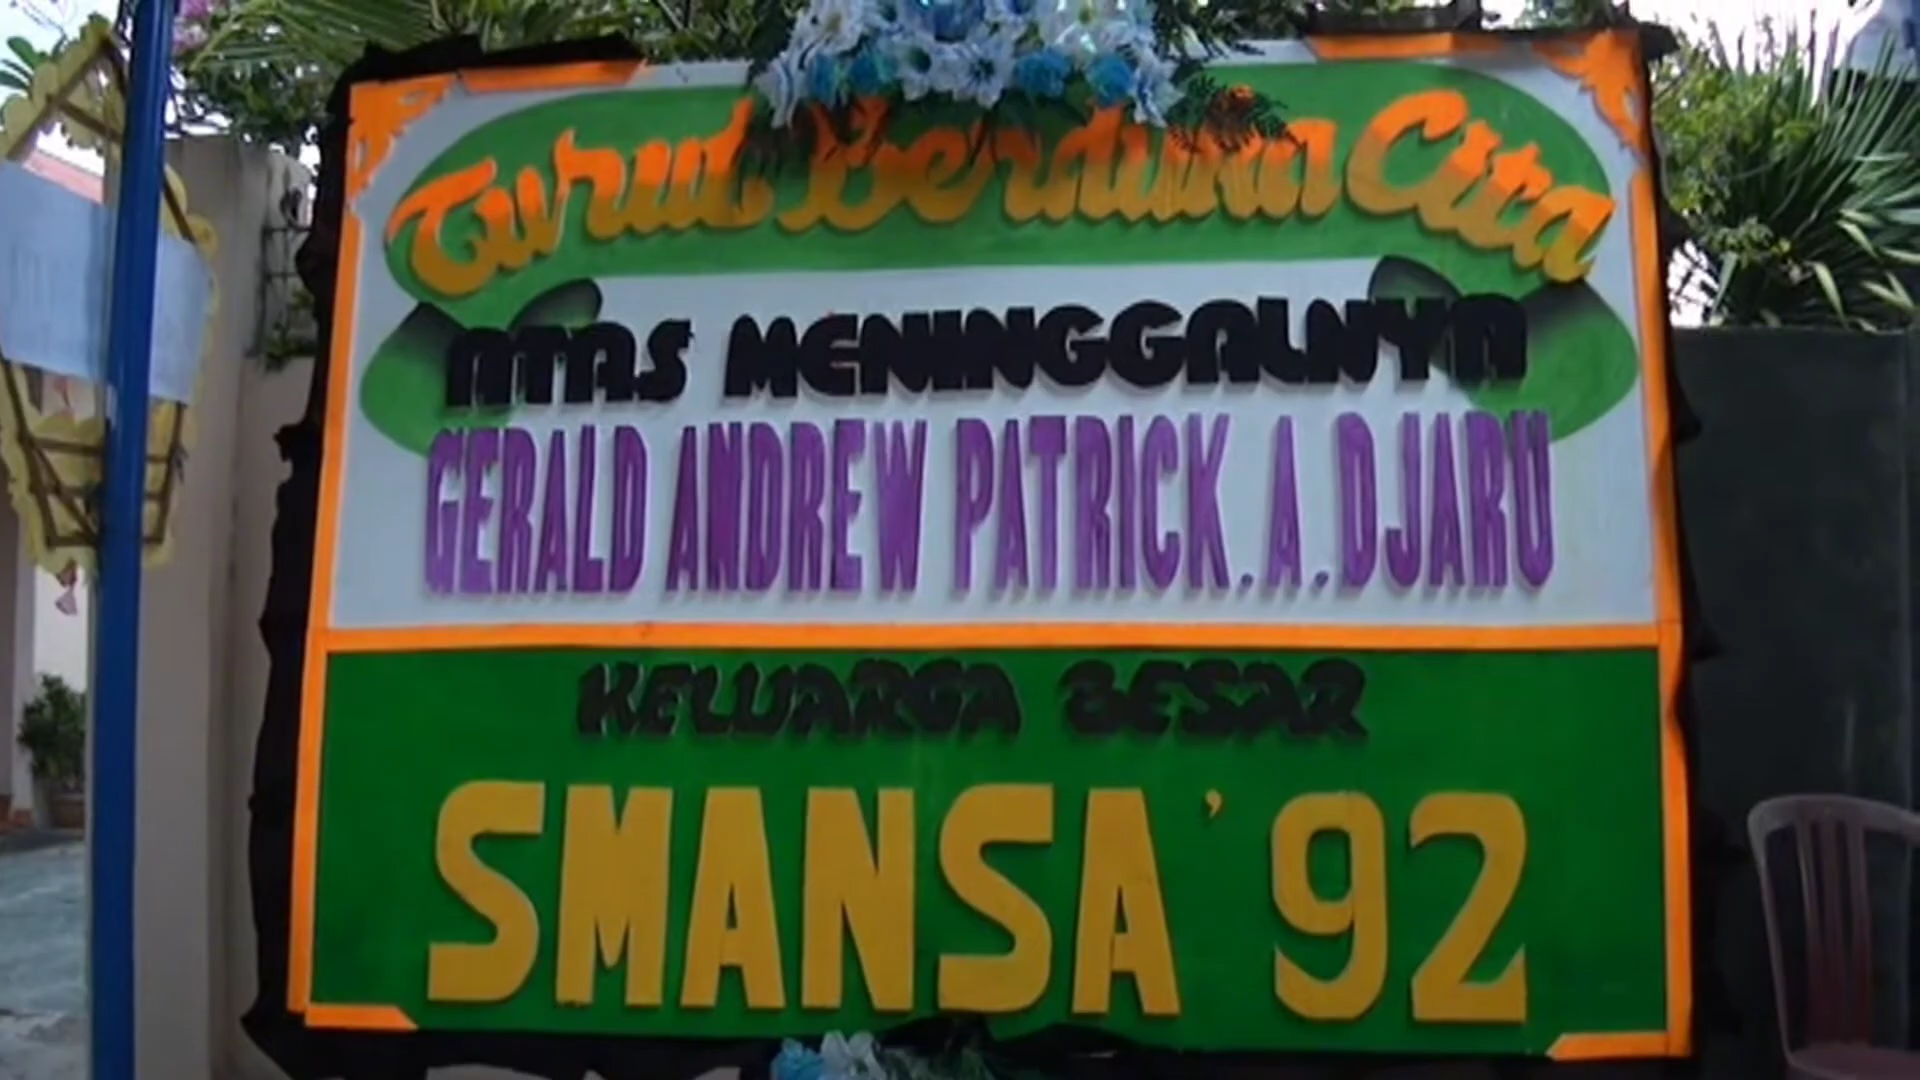 Turut Berduka Cita
ATAS MENINGGALNYA
GERALD ANDREW PATRICK.A.DJARU
KELUARGA BESAR
SMANSA'92